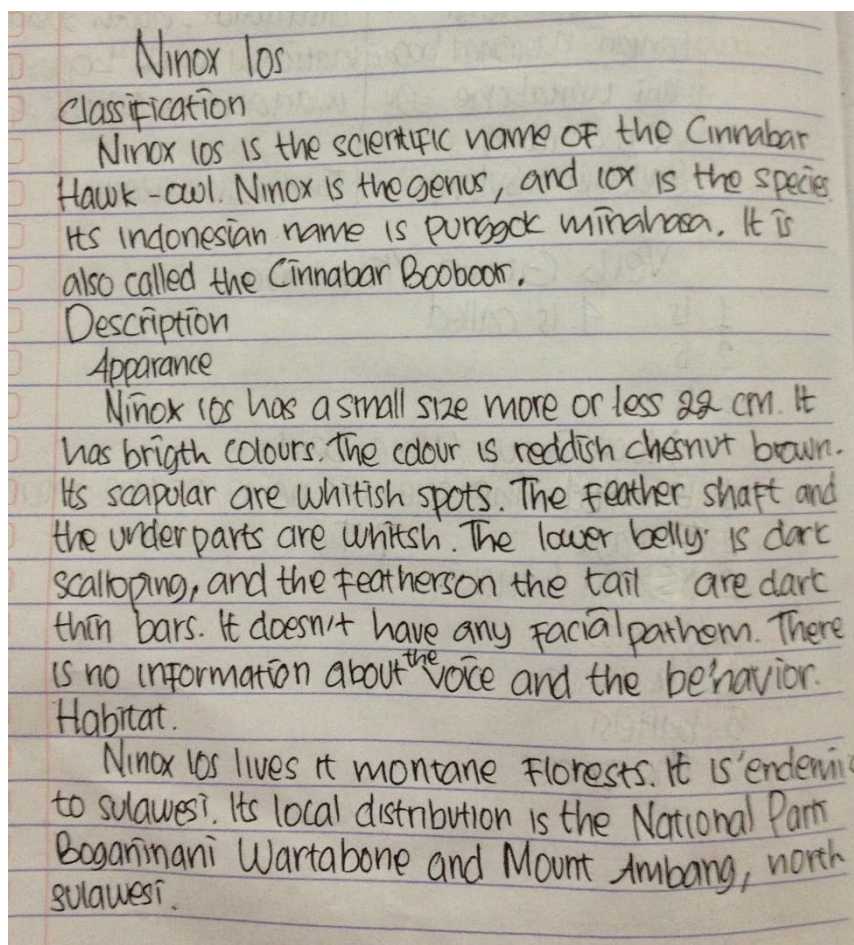 Ninox Ios
Classification
Ninox ios is the scientific name of the Cinnabar
Hawk-owl. Ninox is the genus, and iox is the species
Its indonesian name is punggok minahasa. It is
also called the Cinnabar Boobook.
Description
Apparance
Ninox ios has a small size more or less 22 cm. It
has brigth colours. The colour is reddish chesnut brown.
Its scapular are whitish spots. The feather shaft and
the underparts are whitsh. The lower belly is dark
scalloping, and the featherson the tail are dark
thin bars. It doesn't have any facial pathern. There
is no information about the voice and the behavior.
Habitat.
Ninox ios lives it montane florests. It is endemic
to sulawesi. Its local distribution is the National Park
Boganinani Wartabone and Mount Ambang, north
sulawesi.